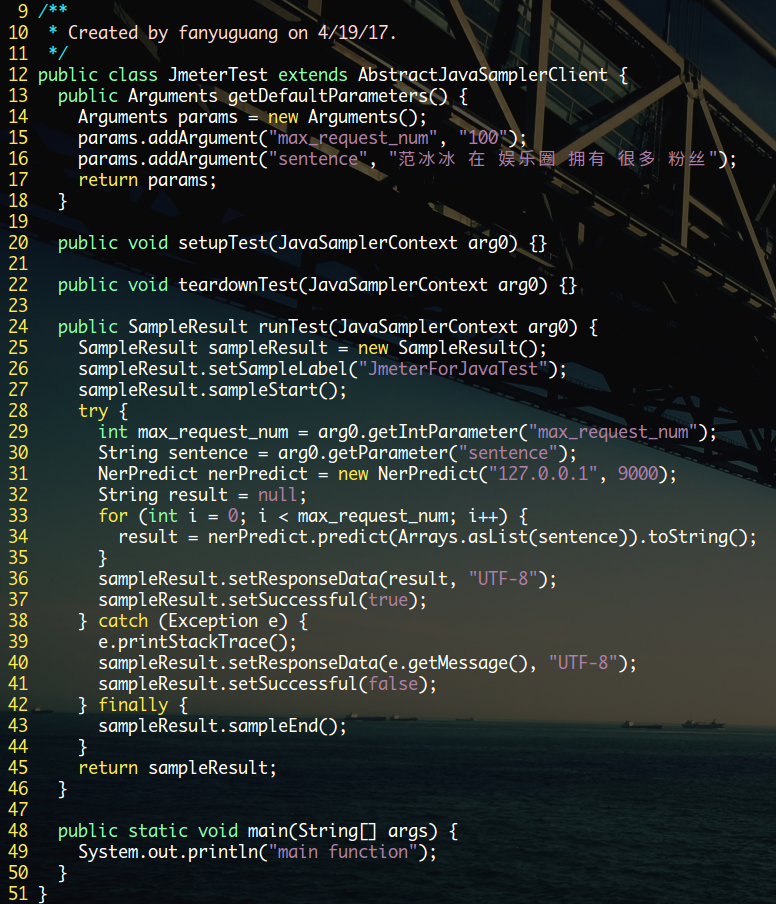 9 /**
10  * Created by fanyuguang on 4/19/17.
11  */
12 public class JmeterTest extends AbstractJavaSamplerClient {
13   public Arguments getDefaultParameters() {
14     Arguments params = new Arguments();
15     params.addArgument("max_request_num", "100");
16     params.addArgument("sentence", "范冰冰 在 娱乐圈 拥有 很多 粉丝");
17     return params;
18   }
19
20   public void setupTest(JavaSamplerContext arg0) {}
21
22   public void teardownTest(JavaSamplerContext arg0) {}
23
24   public SampleResult runTest(JavaSamplerContext arg0) {
25     SampleResult sampleResult = new SampleResult();
26     sampleResult.setSampleLabel("JmeterForJavaTest");
27     sampleResult.sampleStart();
28     try {
29       int max_request_num = arg0.getIntParameter("max_request_num");
30       String sentence = arg0.getParameter("sentence");
31       NerPredict nerPredict = new NerPredict("127.0.0.1", 9000);
32       String result = null;
33       for (int i = 0; i < max_request_num; i++) {
34         result = nerPredict.predict(Arrays.asList(sentence)).toString();
35       }
36       sampleResult.setResponseData(result, "UTF-8");
37       sampleResult.setSuccessful(true);
38     } catch (Exception e) {
39       e.printStackTrace();
40       sampleResult.setResponseData(e.getMessage(), "UTF-8");
41       sampleResult.setSuccessful(false);
42     } finally {
43       sampleResult.sampleEnd();
44     }
45     return sampleResult;
46   }
47
48   public static void main(String[] args) {
49     System.out.println("main function");
50   }
51 }